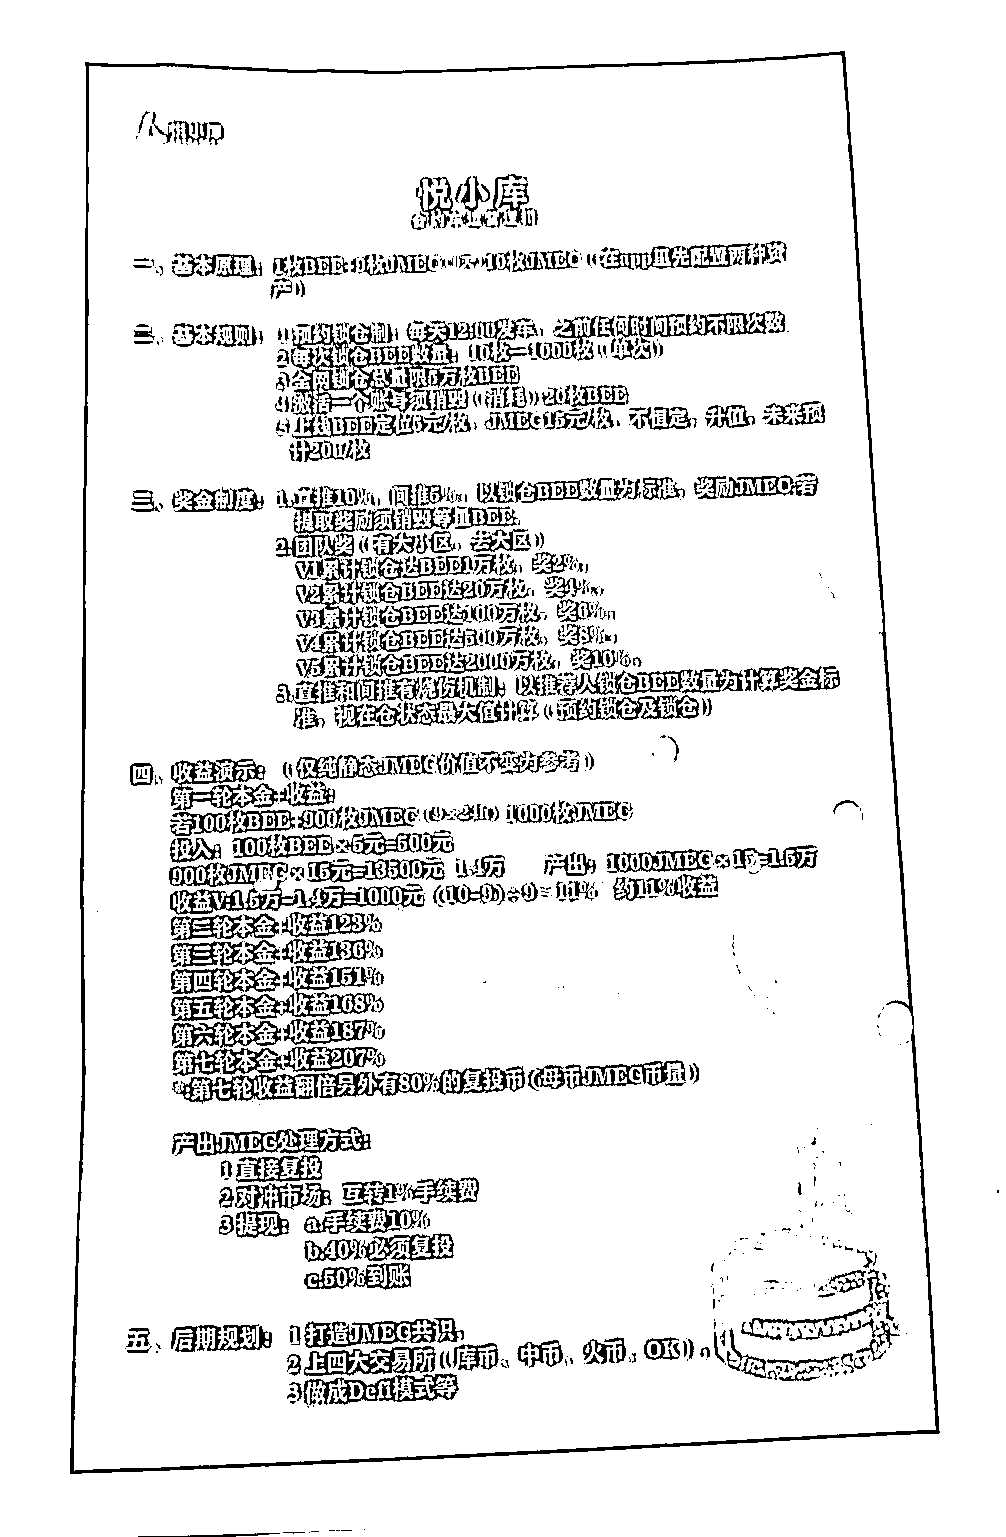 悦小库
一、基本原理：1枚BEE+9枚JMEG 10枚JMEG（在app里先配置两种资
产）
二、基本规则：1预约锁仓制：每天12:00发车，之前任何时间预约不限次数
2每次锁仓BEE数量：10枚—1000枚（单次）
3全网锁仓总量限5万枚BEE
4激活一个账号须销毁（消耗）20枚BEE
5上线BEE定位5元/枚，JMEG15元/枚，不恒定，升值，未来预
计200/枚
三、奖金制度：1.直推10%，间推5%，以锁仓BEE数量为标准，奖励JMEG.若
提取奖励须销毁等量BEE.
2.团队奖（有大小区，去大区）
V1累计锁仓达BEE1万枚，奖2%，
V2累计锁仓BEE达20万枚，奖4%，
V3累计锁仓BEE达100万枚，奖6%，
V4累计锁仓BEE达500万枚，奖8%，
V5累计锁仓BEE达2000万枚，奖10%。
3.直推和间推有烧伤机制：以推荐人锁仓BEE数量为计算奖金标
准，现在仓状态最大值计算（预约锁仓及锁仓）
四、收益演示：（仅纯静态JMEG价值不变为参考）
第一轮本金+收益：
若100枚BEE+900枚JMEG 1000枚JMEG
投入：100枚BEE×5元=500元
900枚JMEG×15元=13500元 1.4万 产出：1000JMEG×15=1.5万
收益V:1.5万-1.4万=1000元 （10-9）÷9=11% 约11%收益
第二轮本金+收益123%
第三轮本金+收益136%
第四轮本金+收益151%
第五轮本金+收益168%
第六轮本金+收益187%
第七轮本金+收益207%
*:第七轮收益翻倍另外有80%的复投币（母币JMEG币量）
产出JMEG处理方式：
1直接复投
2对冲市场：互转1%手续费
3提现：a.手续费10%
b.40%必须复投
c.50%到账
五、后期规划：1打造JMEG共识，
2上四大交易所（库币、中币、火币、OK）。
3做成Defi模式等